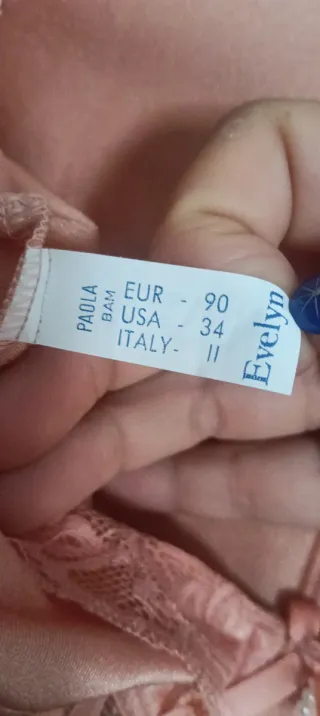 PAOLA
BAM
EUR - 90
USA - 34
ITALY- II
Evelyn